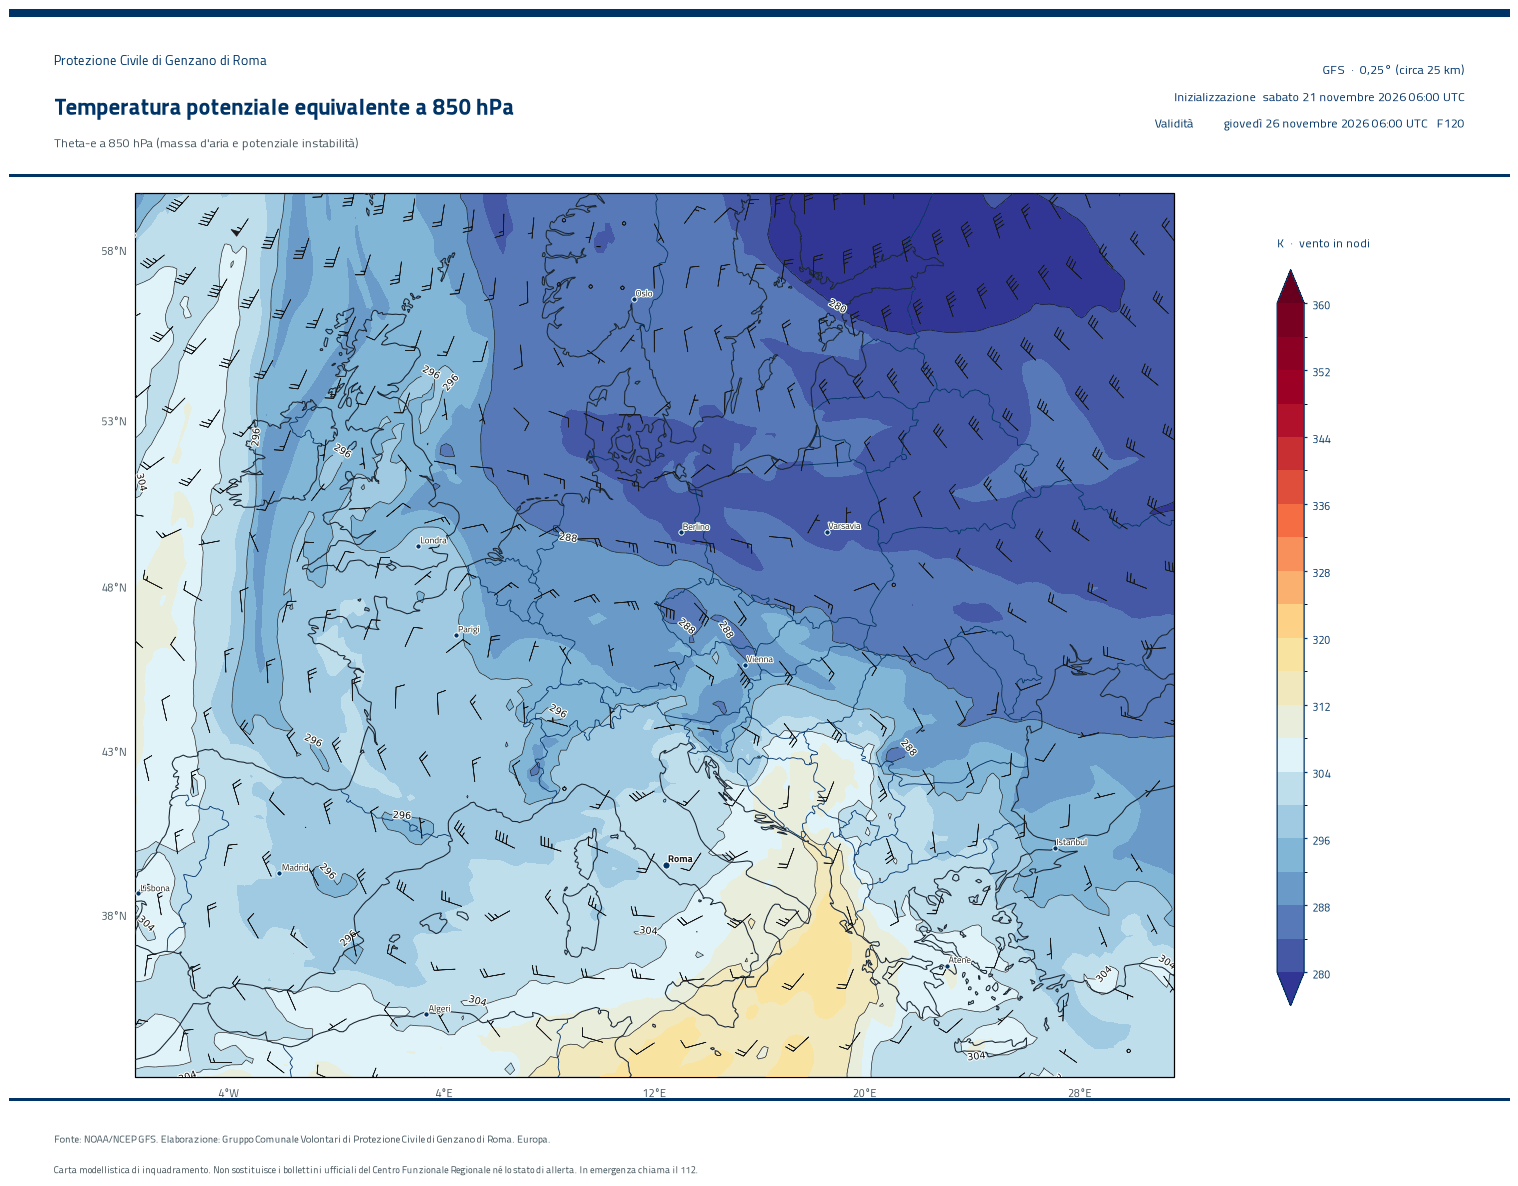 Protezione Civile di Genzano di Roma
Temperatura potenziale equivalente a 850 hPa
Theta-e a 850 hPa (massa d'aria e potenziale instabilità)
GFS · 0,25° (circa 25 km)
Inizializzazione sabato 21 novembre 2026 06:00 UTC
Validità giovedì 26 novembre 2026 06:00 UTC F120
K · vento in nodi
58°N
53°N
48°N
43°N
38°N
4°W
4°E
12°E
20°E
28°E
360
352
344
336
328
320
312
304
296
288
280
280
Oslo
296
296
296
296
304
288
Berlino
Varsavia
Londra
288
288
Parigi
Vienna
296
296
288
296
Istanbul
Roma
Madrid
296
Lisbona
304
296
304
Atene
304
304
304
Algeri
304
304
Fonte: NOAA/NCEP GFS. Elaborazione: Gruppo Comunale Volontari di Protezione Civile di Genzano di Roma. Europa.
Carta modellistica di inquadramento. Non sostituisce i bollettini ufficiali del Centro Funzionale Regionale né lo stato di allerta. In emergenza chiama il 112.